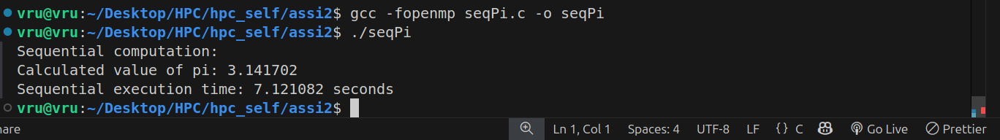 vru@vru:~/Desktop/HPC/hpc_self/assi2$ gcc -fopenmp seqPi.c -o seqPi
vru@vru:~/Desktop/HPC/hpc_self/assi2$ ./seqPi
Sequential computation:
Calculated value of pi: 3.141702
Sequential execution time: 7.121082 seconds
vru@vru:~/Desktop/HPC/hpc_self/assi2$
are Ln 1, Col 1 Spaces: 4 UTF-8 LF {} C Go Live Prettier